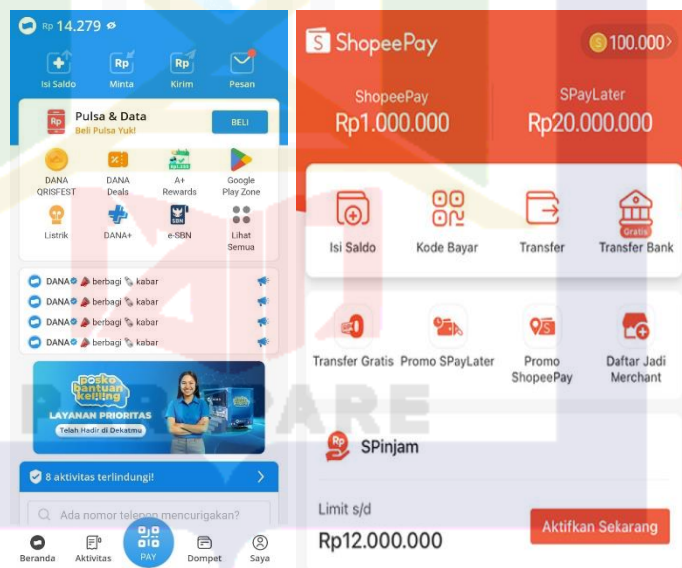 Rp 14.279
Isi Saldo
Minta
Kirim
Pesan
Pulsa & Data
Beli Pulsa Yuk!
BELI
DANA QRISFEST
DANA Deals
A+ Rewards
Google Play Zone
Listrik
DANA+
e-SBN
Lihat Semua
DANA berbagi kabar
DANA berbagi kabar
DANA berbagi kabar
DANA berbagi kabar
posko
bantuan
keliling
LAYANAN PRIORITAS
Telah Hadir di Dekatmu
8 aktivitas terlindungi!
Ada nomor telepon mencurigakan?
Beranda
Aktivitas
PAY
Dompet
Saya
ShopeePay
100.000>
ShopeePay
Rp1.000.000
SPayLater
Rp20.000.000
Isi Saldo
Kode Bayar
Transfer
Gratis
Transfer Bank
Transfer Gratis
Promo SPayLater
Promo ShopeePay
Daftar Jadi Merchant
Rp
SPinjam
Limit s/d
Rp12.000.000
Aktifkan Sekarang